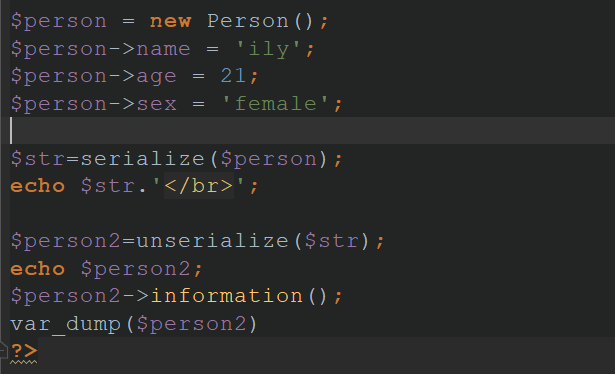 $person = new Person();
$person->name = 'ily';
$person->age = 21;
$person->sex = 'female';
$str=serialize($person);
echo $str.'</br>';
$person2=unserialize($str);
echo $person2;
$person2->information();
var_dump($person2)
?>